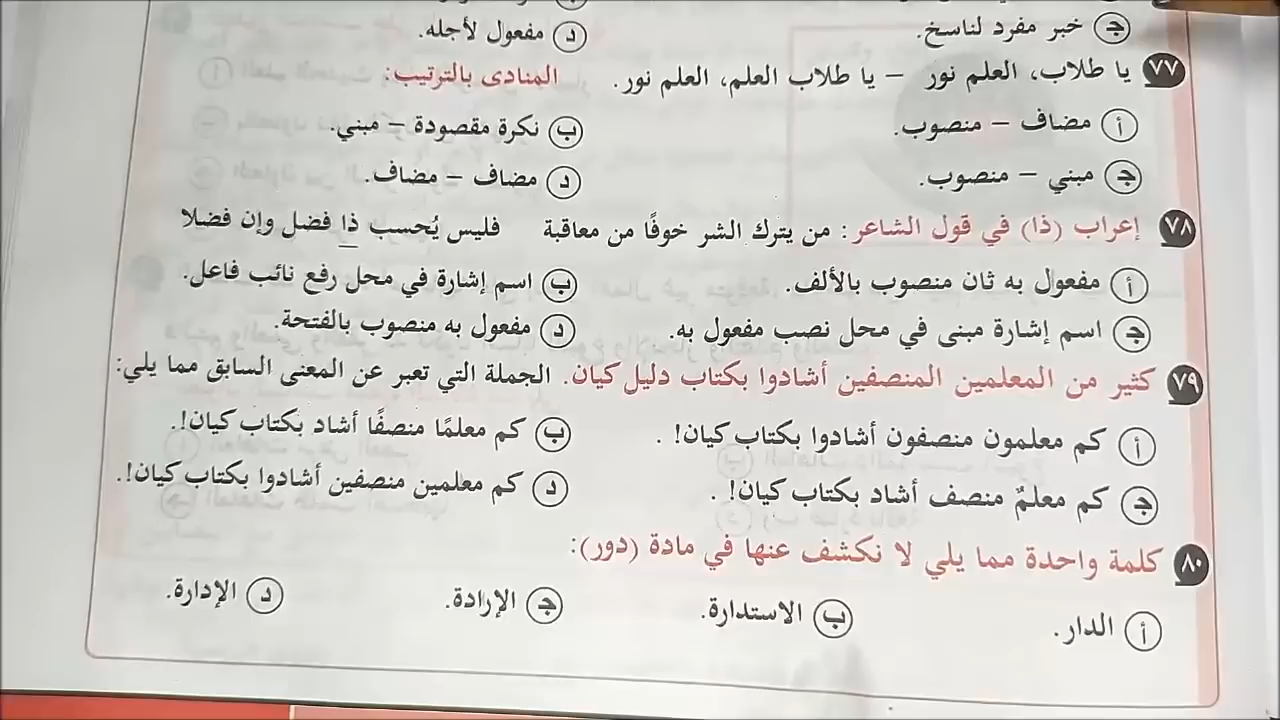 ج خبر مفرد لناسخ. د مفعول لأجله.
٧٧ يا طلاب، العلم نور – يا طلاب العلم، العلم نور. المنادى بالترتيب:
أ مضاف – منصوب. ب نكرة مقصودة – مبني.
ج مبني – منصوب. د مضاف – مضاف.
٧٨ إعراب (ذا) في قول الشاعر: من يترك الشر خوفًا من معاقبة فليس يُحسب ذا فضل وإن فضلا
أ مفعول به ثان منصوب بالألف. ب اسم إشارة في محل رفع نائب فاعل.
ج اسم إشارة مبنى في محل نصب مفعول به. د مفعول به منصوب بالفتحة.
٧٩ كثير من المعلمين المنصفين أشادوا بكتاب دليل كيان. الجملة التي تعبر عن المعنى السابق مما يلي:
أ كم معلمون منصفون أشادوا بكتاب كيان! . ب كم معلمًا منصفًا أشاد بكتاب كيان!.
ج كم معلمٌ منصف أشاد بكتاب كيان! . د كم معلمين منصفين أشادوا بكتاب كيان!.
٨٠ كلمة واحدة مما يلي لا نكشف عنها في مادة (دور):
أ الدار. ب الاستدارة. ج الإرادة. د الإدارة.